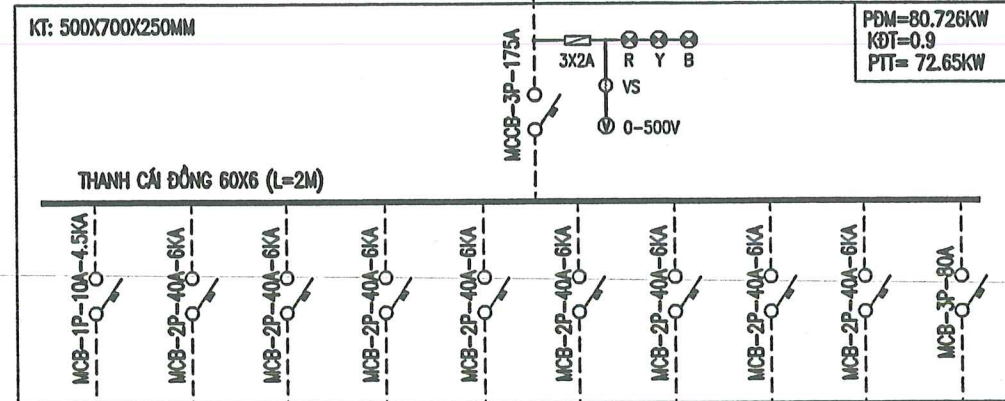 KT: 500X700X250MM
PĐM=80.726KW
KĐT=0.9
PTT= 72.65KW
MCCB-3P-175A
3X2A
R Y B
VS
V 0-500V
THANH CÁI ĐỒNG 60X6 (L=2M)
MCB-1P-10A-4.5KA
MCB-2P-40A-6KA
MCB-2P-40A-6KA
MCB-2P-40A-6KA
MCB-2P-40A-6KA
MCB-2P-40A-6KA
MCB-2P-40A-6KA
MCB-2P-40A-6KA
MCB-2P-40A-6KA
MCB-3P-80A